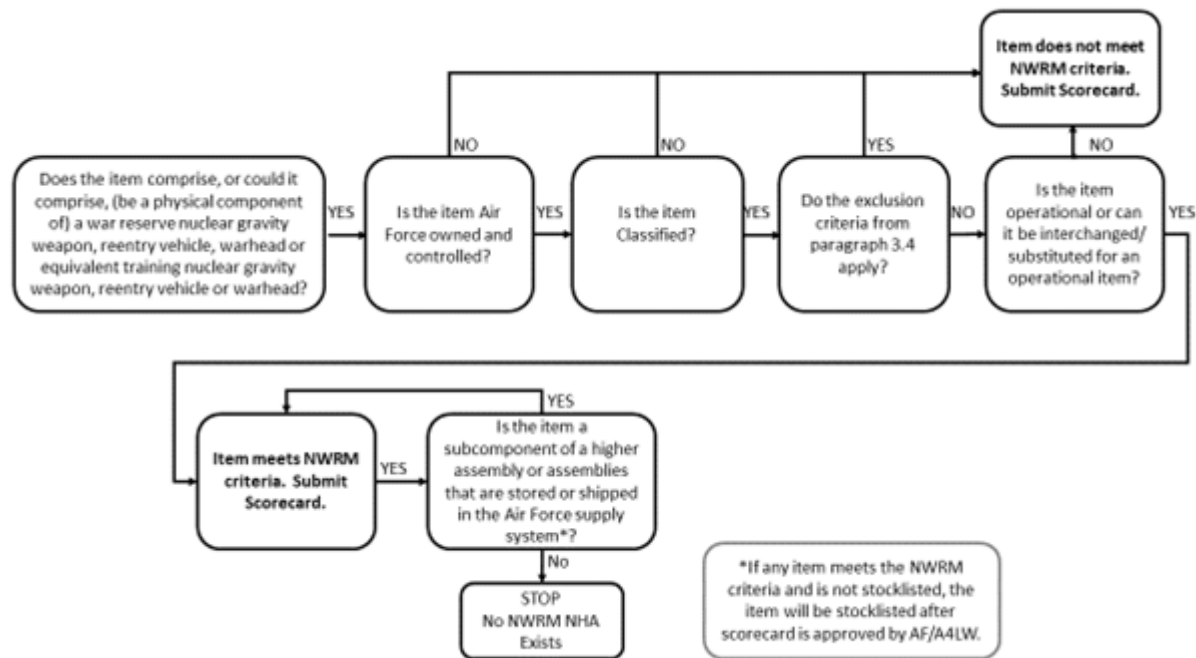 Item does not meet
NWRM criteria.
Submit Scorecard.
NO
NO
YES
NO
Does the item comprise, or could it
comprise, (be a physical component
of) a war reserve nuclear gravity
weapon, reentry vehicle, warhead or
equivalent training nuclear gravity
weapon, reentry vehicle or warhead?
YES
Is the item Air
Force owned and
controlled?
YES
Is the item
Classified?
YES
Do the exclusion
criteria from
paragraph 3.4
apply?
NO
Is the item
operational or can
it be interchanged/
substituted for an
operational item?
YES
YES
Item meets NWRM
criteria.  Submit
Scorecard.
YES
Is the item a
subcomponent of a higher
assembly or assemblies
that are stored or shipped
in the Air Force supply
system*?
No
STOP
No NWRM NHA
Exists
*If any item meets the NWRM
criteria and is not stocklisted, the
item will be stocklisted after
scorecard is approved by AF/A4LW.